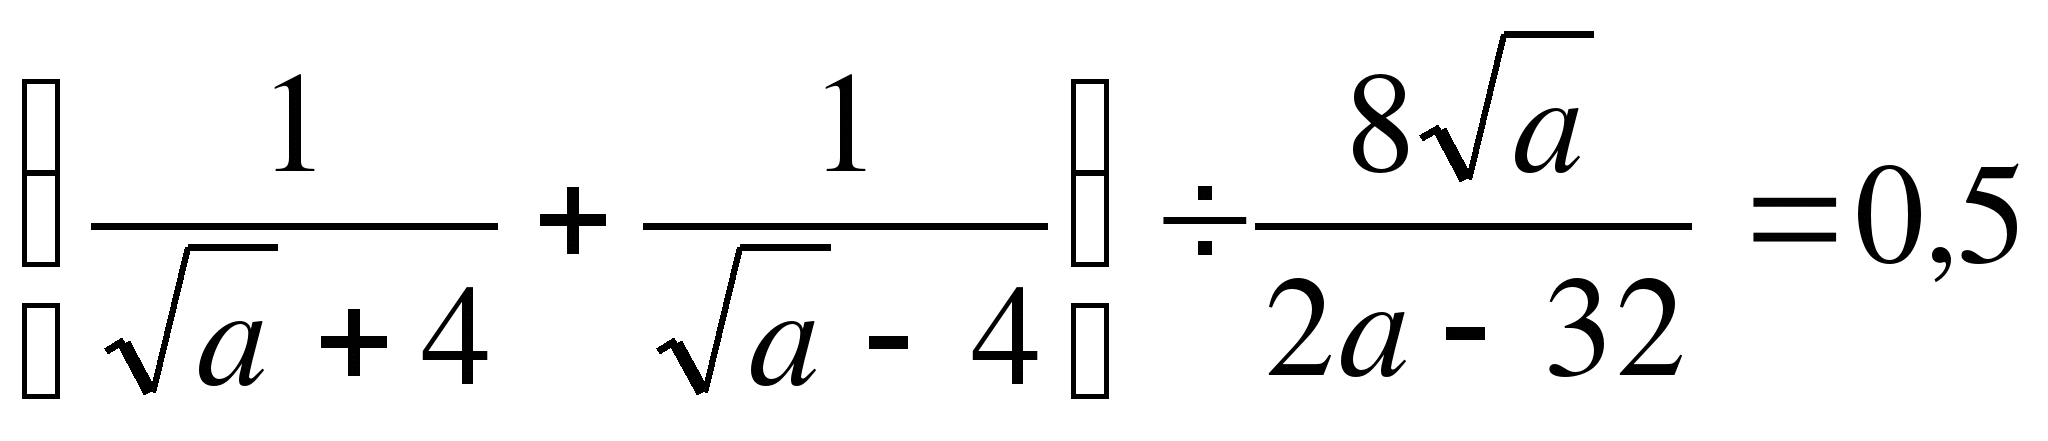 (1/(√a + 4) + 1/(√a - 4)) ÷ 8√a/(2a - 32) = 0,5